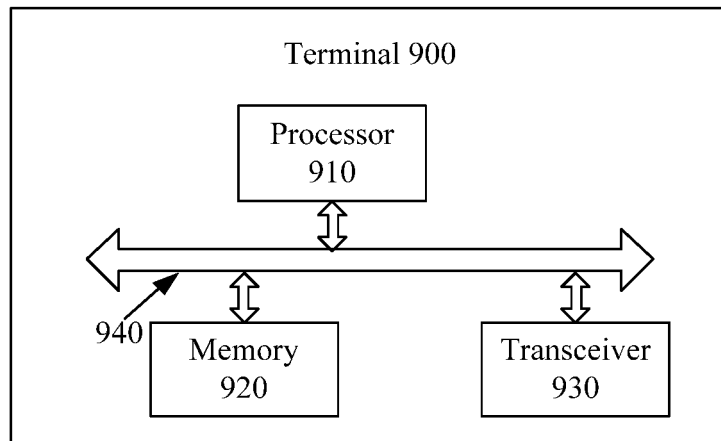 Terminal 900
Processor
910
940
Memory
920
Transceiver
930